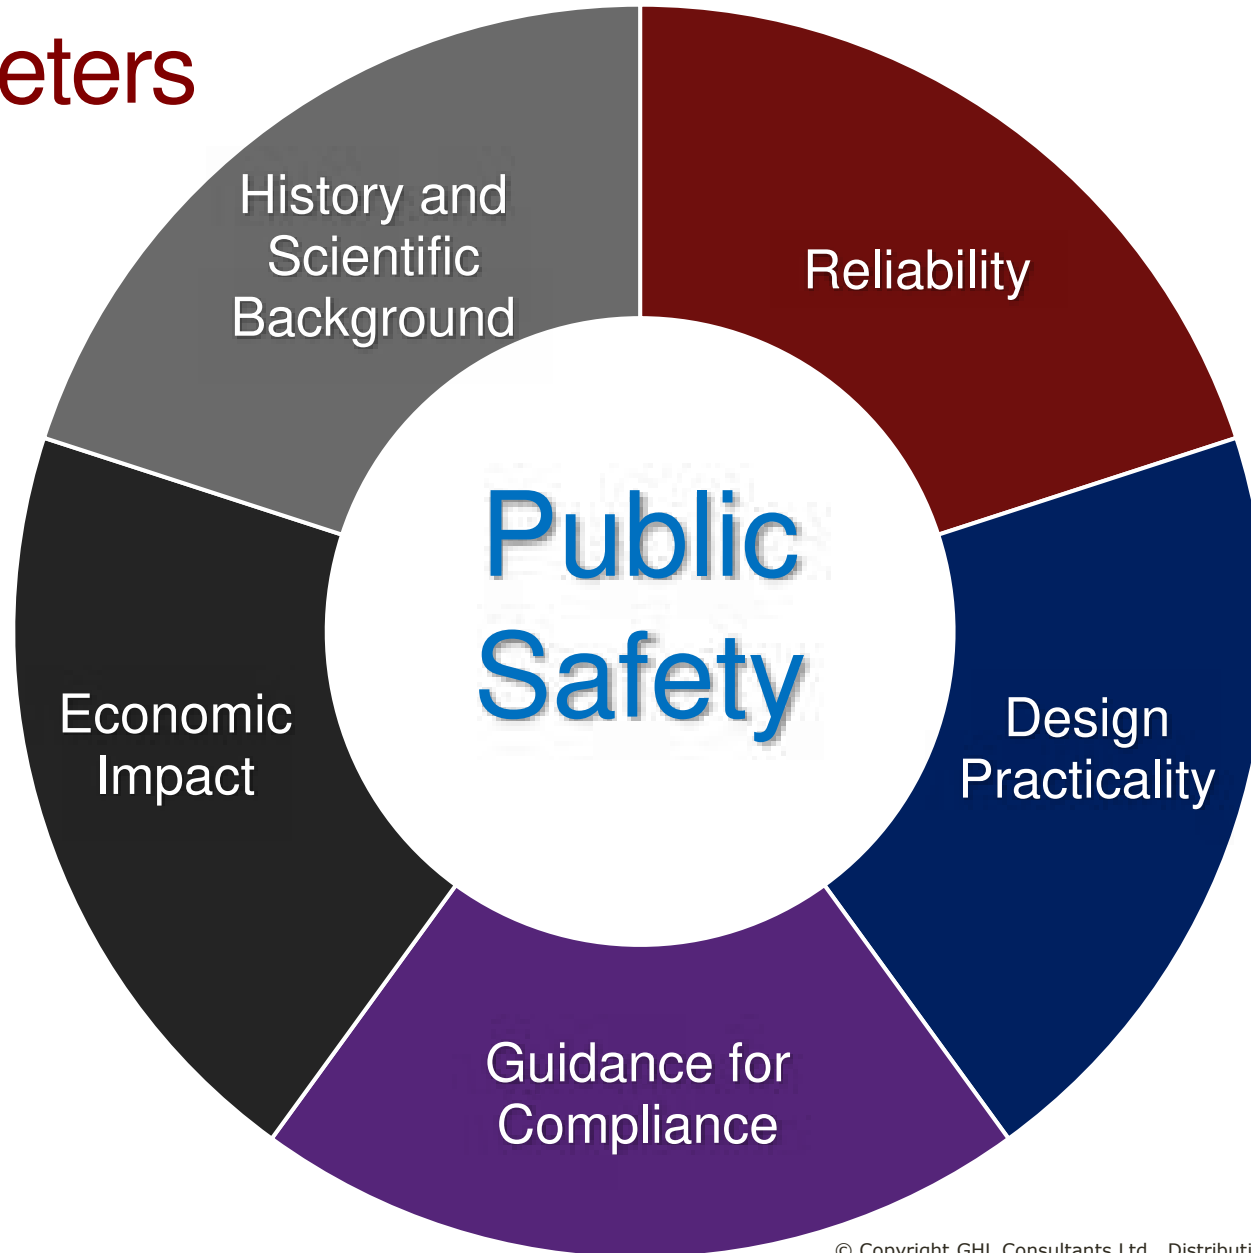 eters
History and
Scientific
Background
Reliability
Public
Safety
Economic
Impact
Design
Practicality
Guidance for
Compliance
© Copyright GHL Consultants Ltd. Distributi